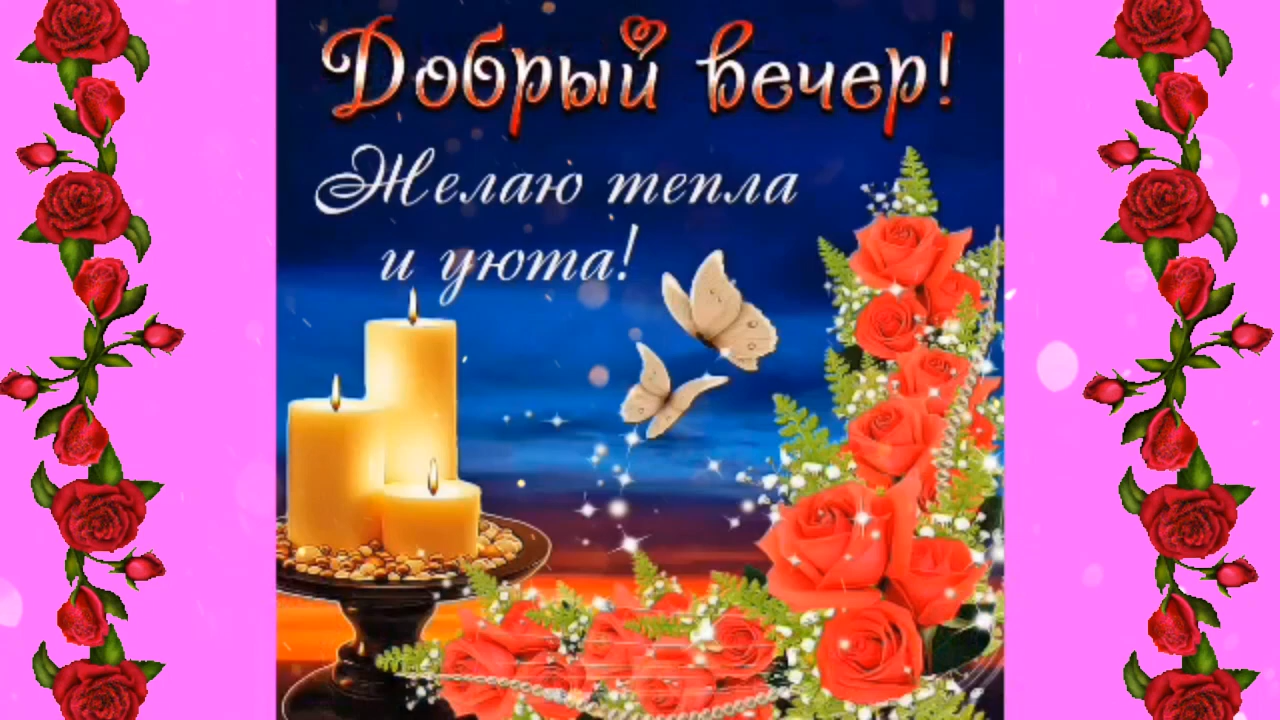 Добрый вечер!
Желаю тепла
и уюта!